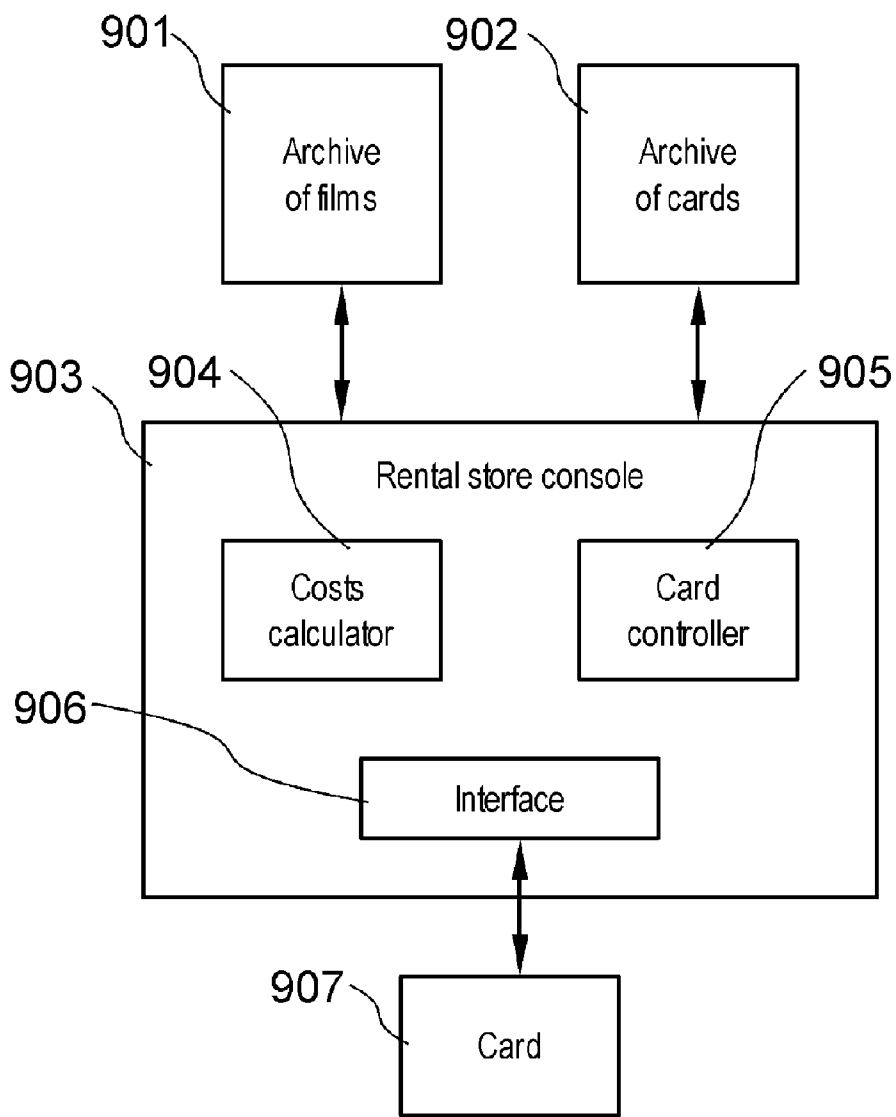 901
902
Archive
of films
Archive
of cards
903
904
905
Rental store console
Costs
calculator
Card
controller
906
Interface
907
Card